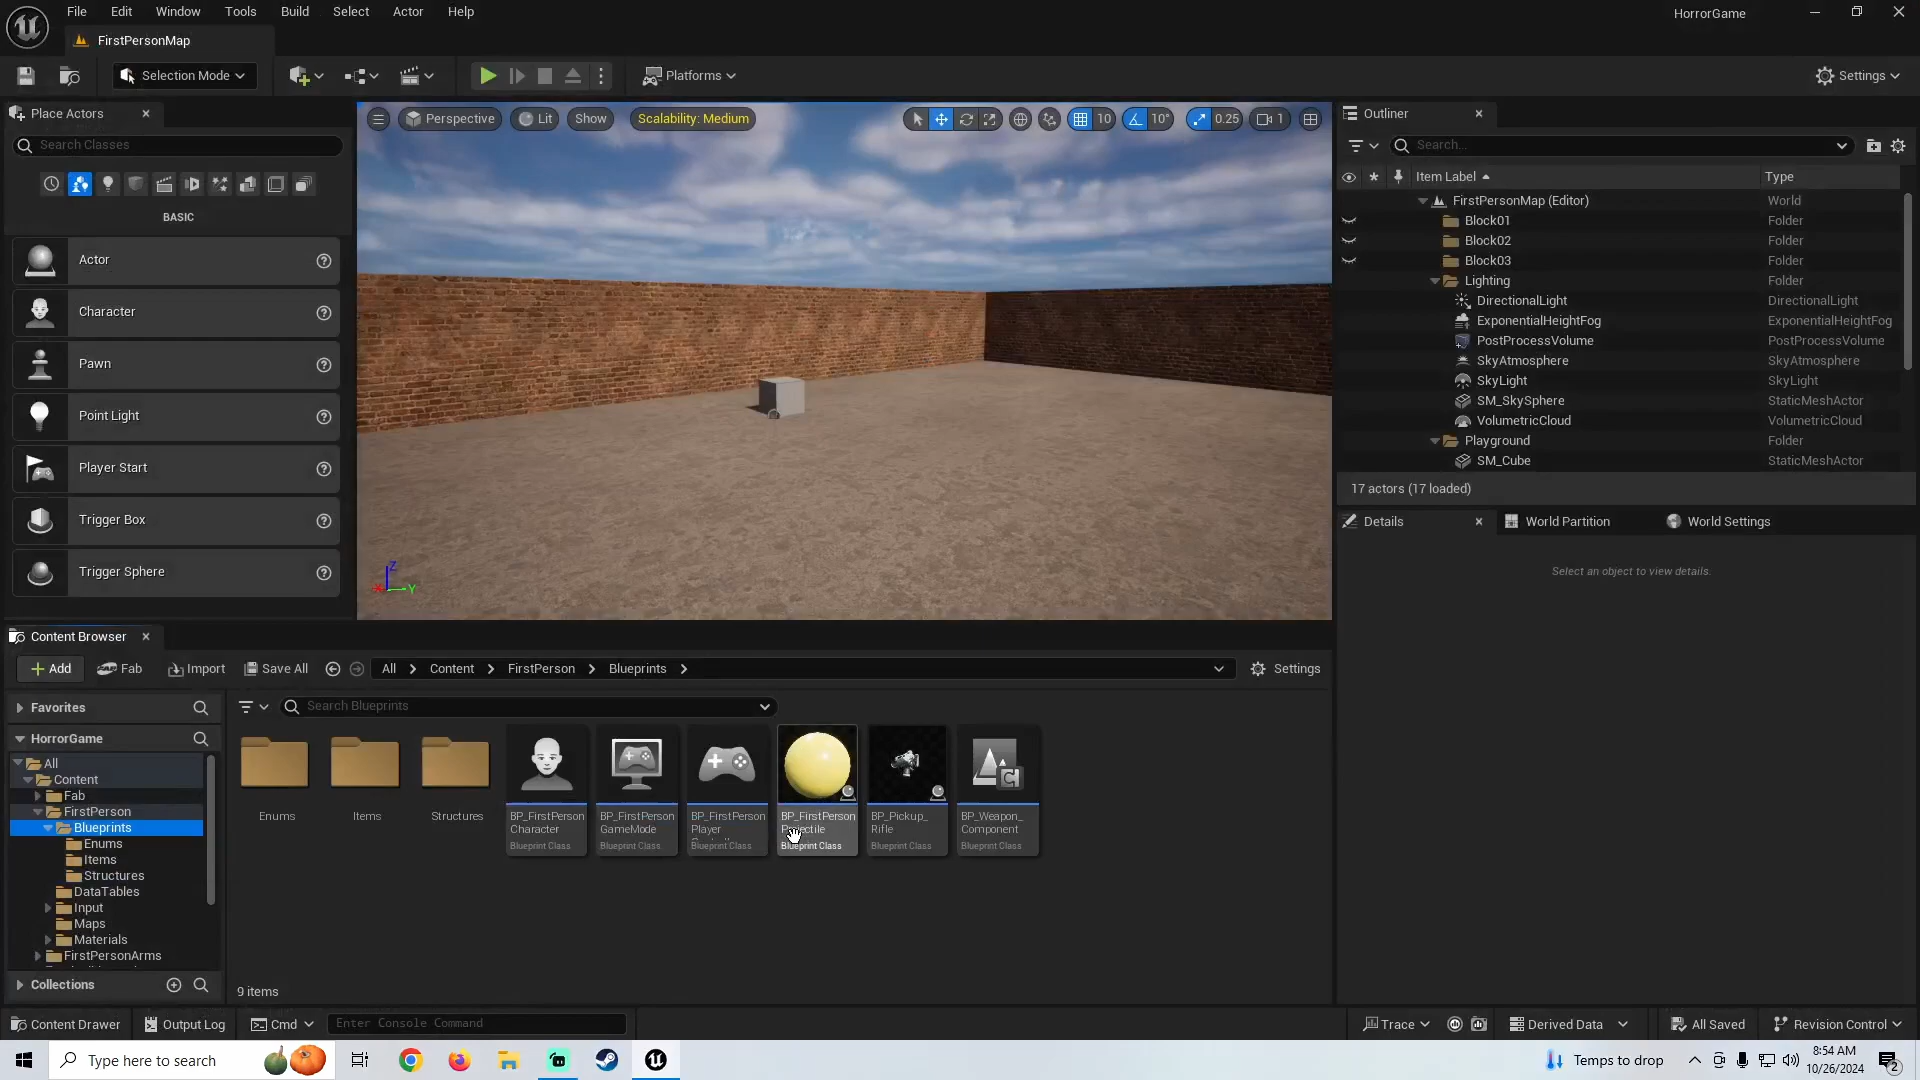 File Edit Window Tools Build Select Actor Help
HorrorGame
FirstPersonMap
Selection Mode
Platforms
Settings
Place Actors
Search Classes
BASIC
Actor
Character
Pawn
Point Light
Player Start
Trigger Box
Trigger Sphere
Perspective Lit Show Scalability: Medium 10 10° 0.25 1
Z
X Y
Outliner
Search...
Item Label Type
FirstPersonMap (Editor) World
Block01 Folder
Block02 Folder
Block03 Folder
Lighting Folder
DirectionalLight DirectionalLight
ExponentialHeightFog ExponentialHeightFog
PostProcessVolume PostProcessVolume
SkyAtmosphere SkyAtmosphere
SkyLight SkyLight
SM_SkySphere StaticMeshActor
VolumetricCloud VolumetricCloud
Playground Folder
SM_Cube StaticMeshActor
17 actors (17 loaded)
Details World Partition World Settings
Select an object to view details.
Content Browser
Add Fab Import Save All All Content FirstPerson Blueprints Settings
Favorites
HorrorGame
All
Content
Fab
FirstPerson
Blueprints
Enums
Items
Structures
DataTables
Input
Maps
Materials
FirstPersonArms
Collections
Search Blueprints
Enums
Items
Structures
BP_FirstPerson
Character
Blueprint Class
BP_FirstPerson
GameMode
Blueprint Class
BP_FirstPerson
Player
Blueprint Class
BP_FirstPerson
Projectile
Blueprint Class
BP_Pickup_
Rifle
Blueprint Class
BP_Weapon_
Component
Blueprint Class
9 items
Content Drawer Output Log Cmd Enter Console Command Trace Derived Data All Saved Revision Control
Type here to search
Temps to drop
8:54 AM
10/26/2024
2